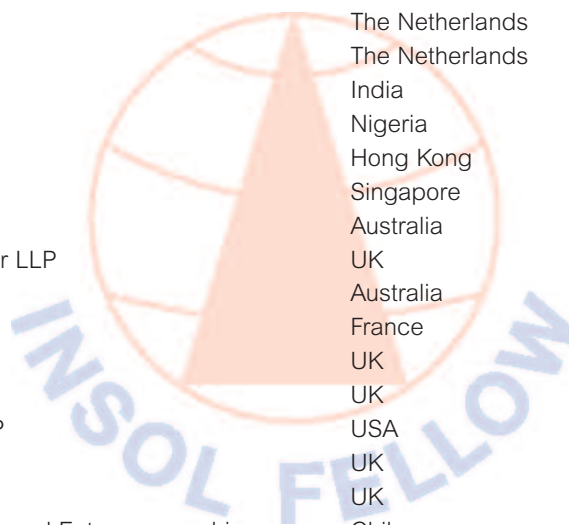 The Netherlands
The Netherlands
India
Nigeria
Hong Kong
Singapore
Australia
r LLP UK
Australia
France
UK
UK
USA
UK
UK
INSOL FELLOW